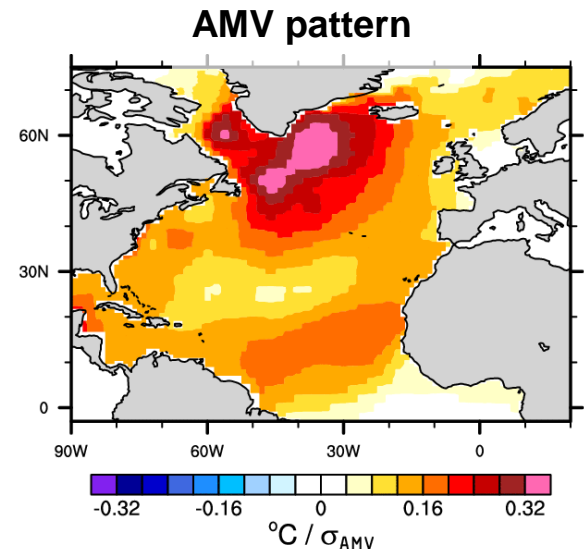 AMV pattern
60N
30N
0
90W 60W 30W 0
-0.32 -0.16 0 0.16 0.32
°C / σAMV